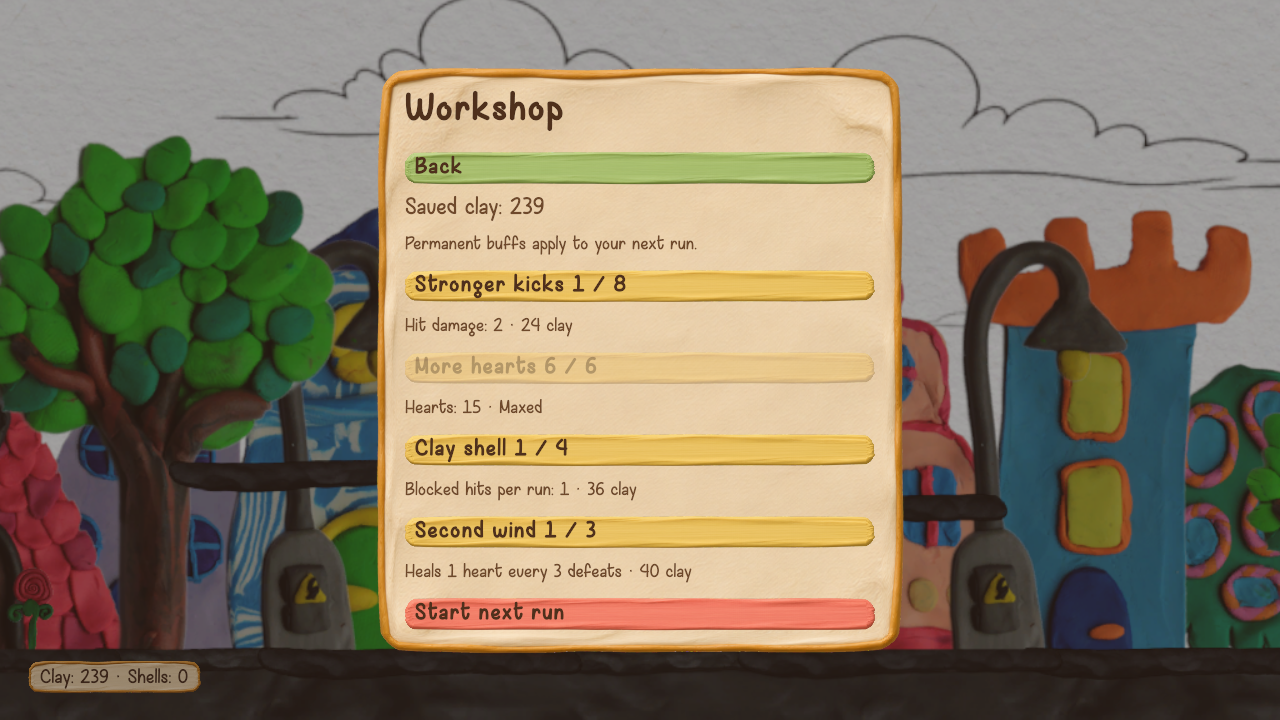 Workshop
Back
Saved clay: 239
Permanent buffs apply to your next run.
Stronger kicks 1 / 8
Hit damage: 2 · 24 clay
More hearts 6 / 6
Hearts: 15 · Maxed
Clay shell 1 / 4
Blocked hits per run: 1 · 36 clay
Second wind 1 / 3
Heals 1 heart every 3 defeats · 40 clay
Start next run
Clay: 239 · Shells: 0